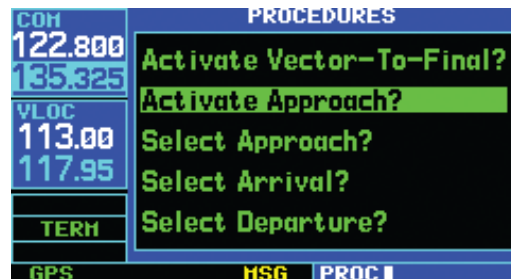 COM
122.800
135.325
VLOC
113.00
117.95
TERM
GPS
PROCEDURES
Activate Vector-To-Final?
Activate Approach?
Select Approach?
Select Arrival?
Select Departure?
MSG
PROC